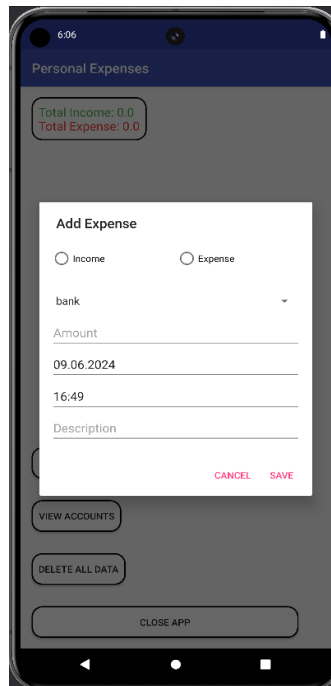 6:06
Personal Expenses
Total Income: 0.0
Total Expense: 0.0
Add Expense
Income Expense
bank
Amount
09.06.2024
16:49
Description
CANCEL SAVE
VIEW ACCOUNTS
DELETE ALL DATA
CLOSE APP